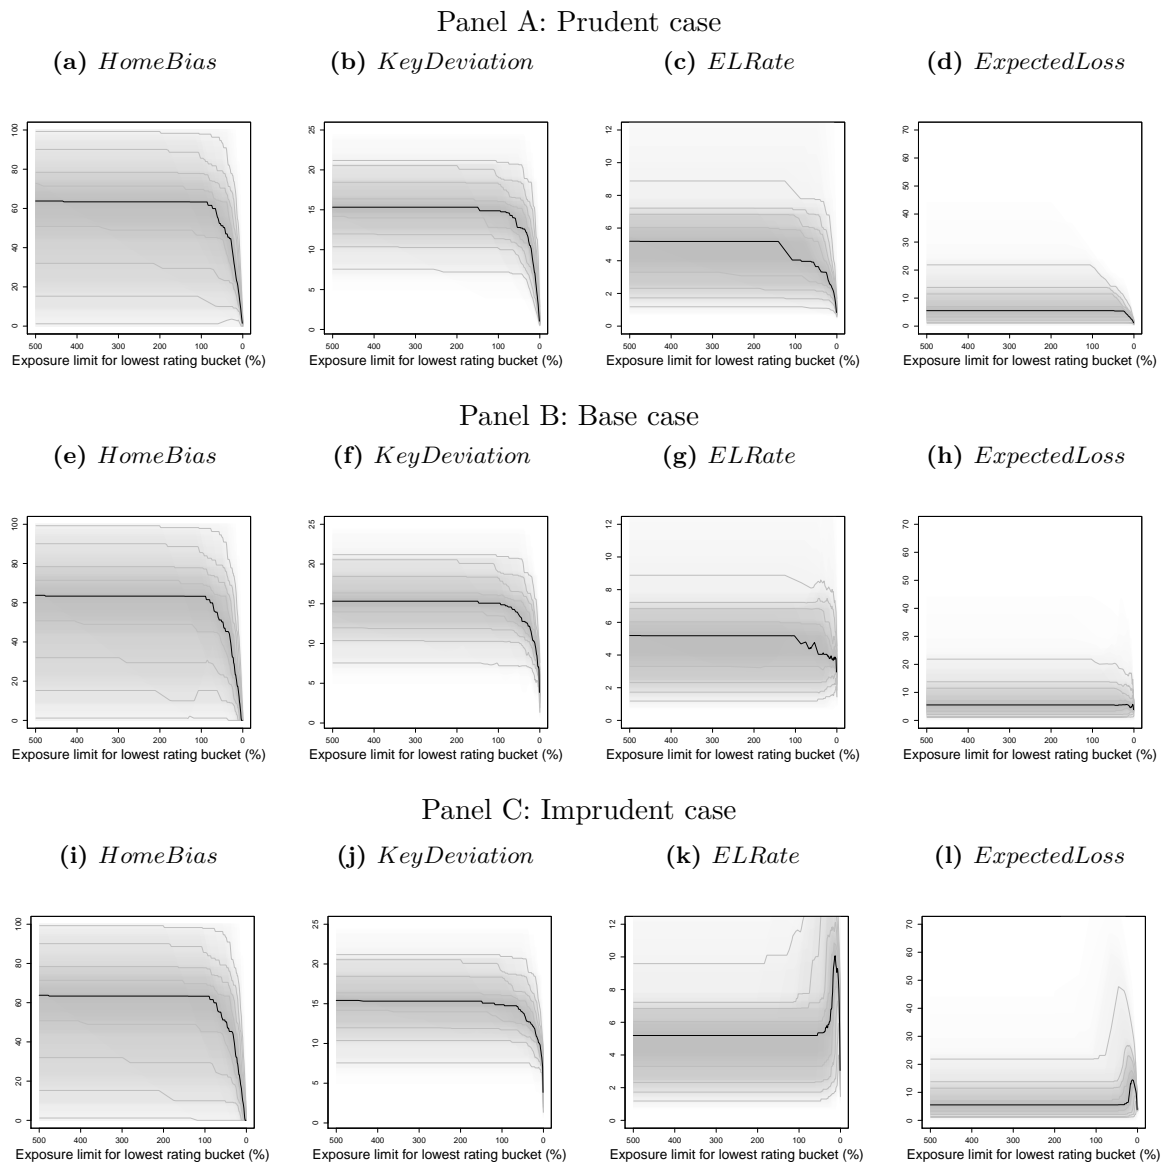 Panel A: Prudent case
(a) HomeBias (b) KeyDeviation (c) ELRate (d) ExpectedLoss
100 80 60 40 20 0
25 20 15 10 5 0
12 10 8 6 4 2 0
70 60 50 40 30 20 10 0
500 400 300 200 100 0 500 400 300 200 100 0 500 400 300 200 100 0 500 400 300 200 100 0
Exposure limit for lowest rating bucket (%) Exposure limit for lowest rating bucket (%) Exposure limit for lowest rating bucket (%) Exposure limit for lowest rating bucket (%)
Panel B: Base case
(e) HomeBias (f) KeyDeviation (g) ELRate (h) ExpectedLoss
100 80 60 40 20 0
25 20 15 10 5 0
12 10 8 6 4 2 0
70 60 50 40 30 20 10 0
500 400 300 200 100 0 500 400 300 200 100 0 500 400 300 200 100 0 500 400 300 200 100 0
Exposure limit for lowest rating bucket (%) Exposure limit for lowest rating bucket (%) Exposure limit for lowest rating bucket (%) Exposure limit for lowest rating bucket (%)
Panel C: Imprudent case
(i) HomeBias (j) KeyDeviation (k) ELRate (l) ExpectedLoss
100 80 60 40 20 0
25 20 15 10 5 0
12 10 8 6 4 2 0
70 60 50 40 30 20 10 0
500 400 300 200 100 0 500 400 300 200 100 0 500 400 300 200 100 0 500 400 300 200 100 0
Exposure limit for lowest rating bucket (%) Exposure limit for lowest rating bucket (%) Exposure limit for lowest rating bucket (%) Exposure limit for lowest rating bucket (%)